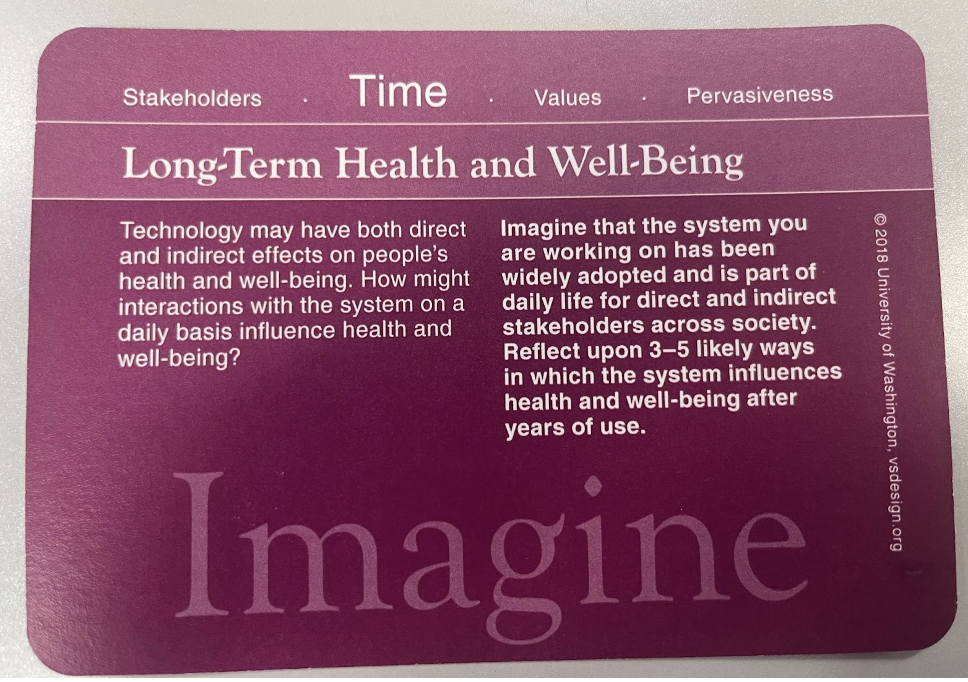 Stakeholders · Time · Values · Pervasiveness
Long-Term Health and Well-Being
Technology may have both direct
and indirect effects on people's
health and well-being. How might
interactions with the system on a
daily basis influence health and
well-being?
Imagine that the system you
are working on has been
widely adopted and is part of
daily life for direct and indirect
stakeholders across society.
Reflect upon 3–5 likely ways
in which the system influences
health and well-being after
years of use.
© 2018 University of Washington, vsdesign.org
Imagine